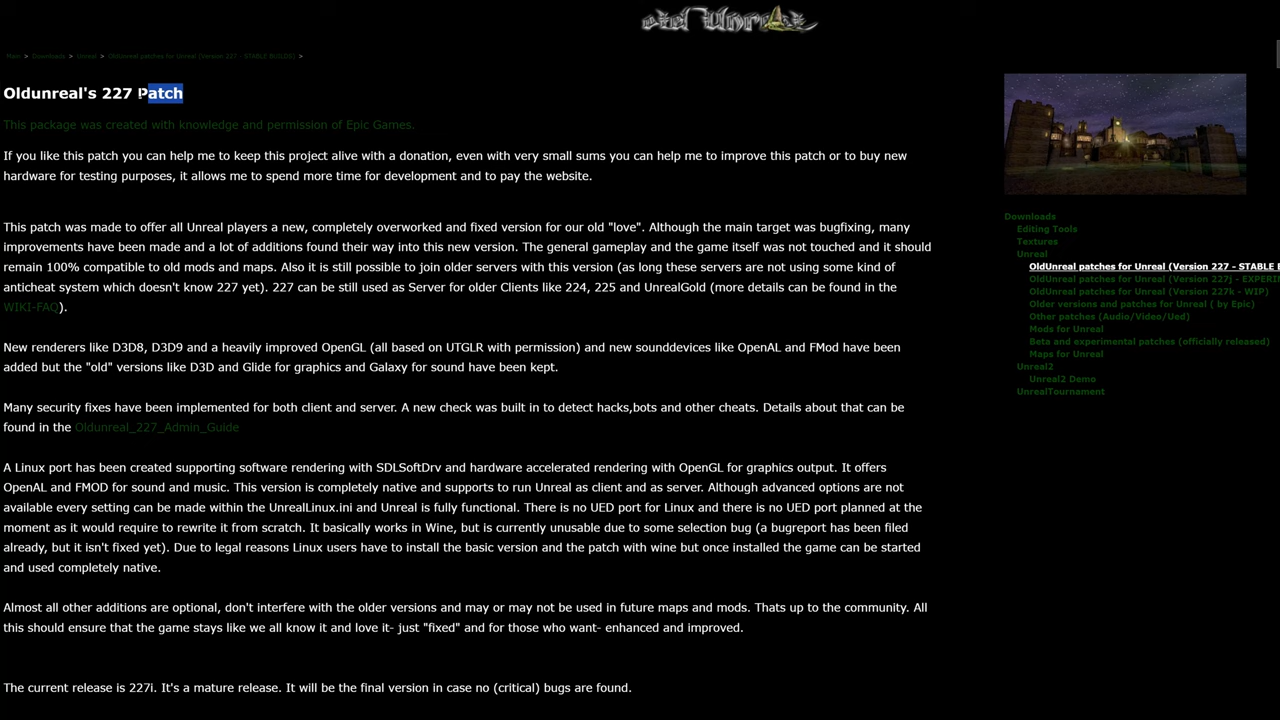 Old Unreal
Main > Downloads > Unreal > OldUnreal patches for Unreal (Version 227 - STABLE BUILDS) >
Oldunreal's 227 Patch
This package was created with knowledge and permission of Epic Games.
If you like this patch you can help me to keep this project alive with a donation, even with very small sums you can help me to improve this patch or to buy new
hardware for testing purposes, it allows me to spend more time for development and to pay the website.
This patch was made to offer all Unreal players a new, completely overworked and fixed version for our old "love". Although the main target was bugfixing, many
improvements have been made and a lot of additions found their way into this new version. The general gameplay and the game itself was not touched and it should
remain 100% compatible to old mods and maps. Also it is still possible to join older servers with this version (as long these servers are not using some kind of
anticheat system which doesn't know 227 yet). 227 can be still used as Server for older Clients like 224, 225 and UnrealGold (more details can be found in the
WIKI-FAQ).
New renderers like D3D8, D3D9 and a heavily improved OpenGL (all based on UTGLR with permission) and new sounddevices like OpenAL and FMod have been
added but the "old" versions like D3D and Glide for graphics and Galaxy for sound have been kept.
Many security fixes have been implemented for both client and server. A new check was built in to detect hacks,bots and other cheats. Details about that can be
found in the Oldunreal_227_Admin_Guide
A Linux port has been created supporting software rendering with SDLSoftDrv and hardware accelerated rendering with OpenGL for graphics output. It offers
OpenAL and FMOD for sound and music. This version is completely native and supports to run Unreal as client and as server. Although advanced options are not
available every setting can be made within the UnrealLinux.ini and Unreal is fully functional. There is no UED port for Linux and there is no UED port planned at the
moment as it would require to rewrite it from scratch. It basically works in Wine, but is currently unusable due to some selection bug (a bugreport has been filed
already, but it isn't fixed yet). Due to legal reasons Linux users have to install the basic version and the patch with wine but once installed the game can be started
and used completely native.
Almost all other additions are optional, don't interfere with the older versions and may or may not be used in future maps and mods. Thats up to the community. All
this should ensure that the game stays like we all know it and love it- just "fixed" and for those who want- enhanced and improved.
The current release is 227i. It's a mature release. It will be the final version in case no (critical) bugs are found.
Downloads
Editing Tools
Textures
Unreal
OldUnreal patches for Unreal (Version 227 - STABLE B
OldUnreal patches for Unreal (Version 227j - EXPERIN
OldUnreal patches for Unreal (Version 227k - WIP)
Older versions and patches for Unreal ( by Epic)
Other patches (Audio/Video/Ued)
Mods for Unreal
Beta and experimental patches (officially released)
Maps for Unreal
Unreal2
Unreal2 Demo
UnrealTournament